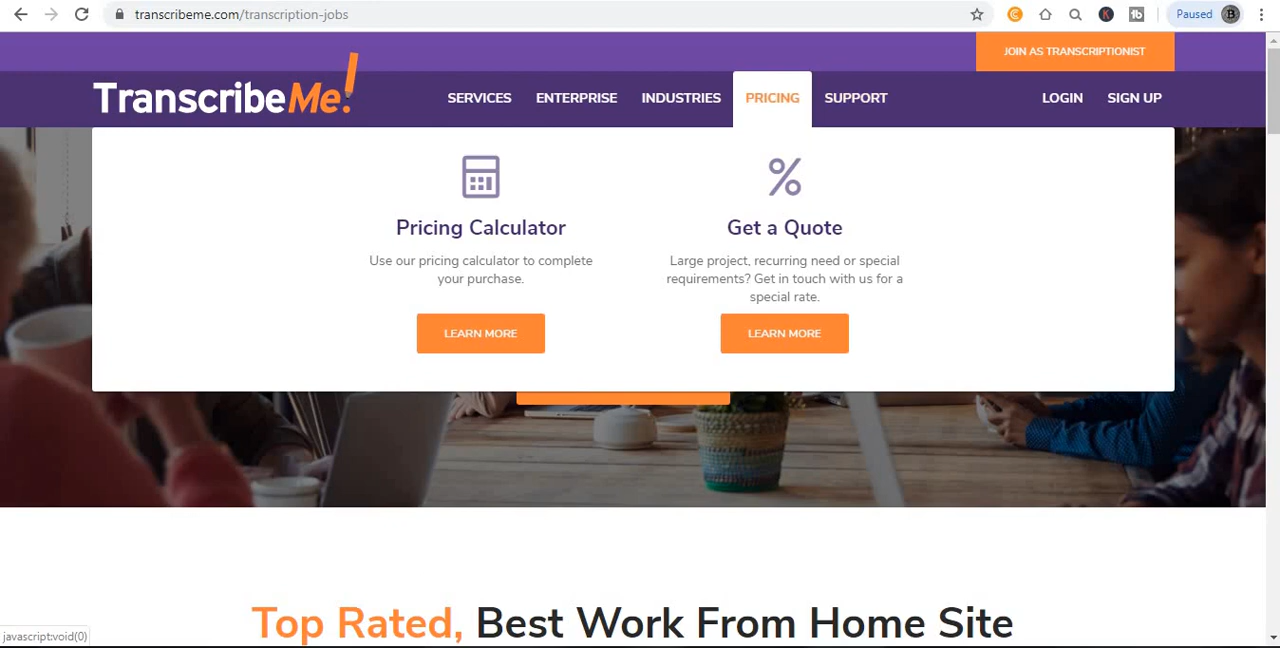 transcribeme.com/transcription-jobs
Paused
JOIN AS TRANSCRIPTIONIST
TranscribeMe!
SERVICES ENTERPRISE INDUSTRIES PRICING SUPPORT LOGIN SIGN UP
Pricing Calculator
Use our pricing calculator to complete
your purchase.
LEARN MORE
Get a Quote
Large project, recurring need or special
requirements? Get in touch with us for a
special rate.
LEARN MORE
Top Rated, Best Work From Home Site
javascript:void(0)